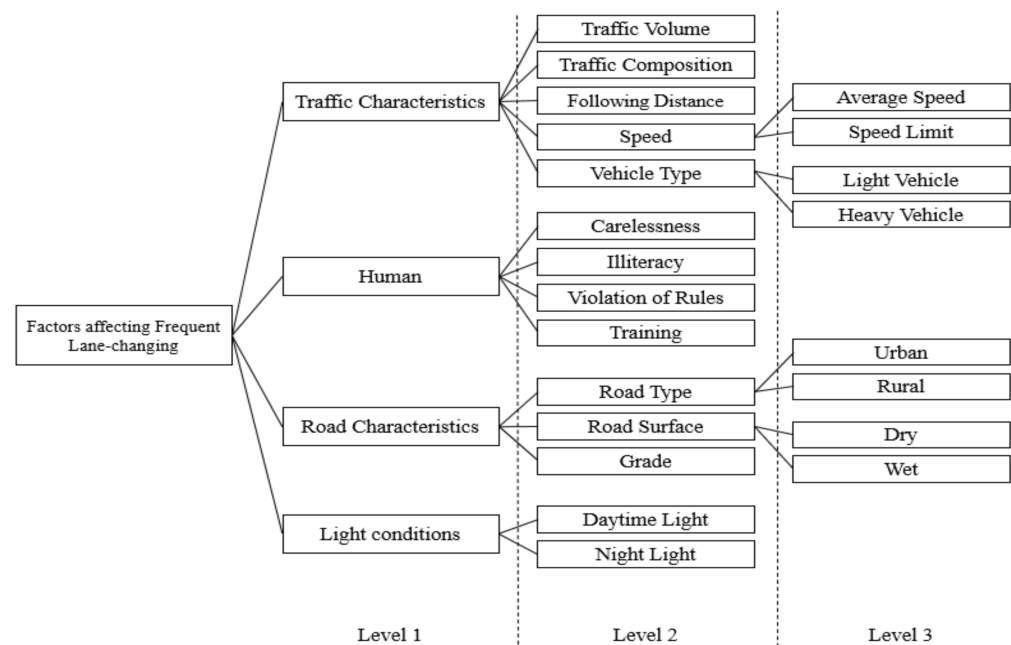 Factors affecting Frequent
Lane-changing
Traffic Characteristics
Human
Road Characteristics
Light conditions
Traffic Volume
Traffic Composition
Following Distance
Speed
Vehicle Type
Carelessness
Illiteracy
Violation of Rules
Training
Road Type
Road Surface
Grade
Daytime Light
Night Light
Average Speed
Speed Limit
Light Vehicle
Heavy Vehicle
Urban
Rural
Dry
Wet
Level 1
Level 2
Level 3